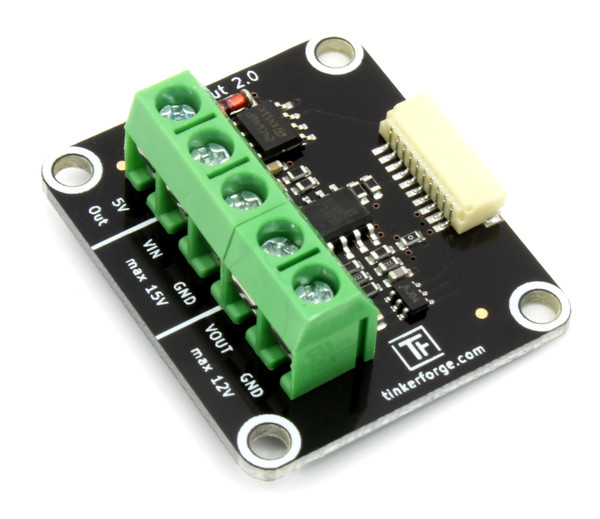 ut 2.0
5V
Out
VIN
GND
max 15V
VOUT
GND
max 12V
TF
tinkerforge.com